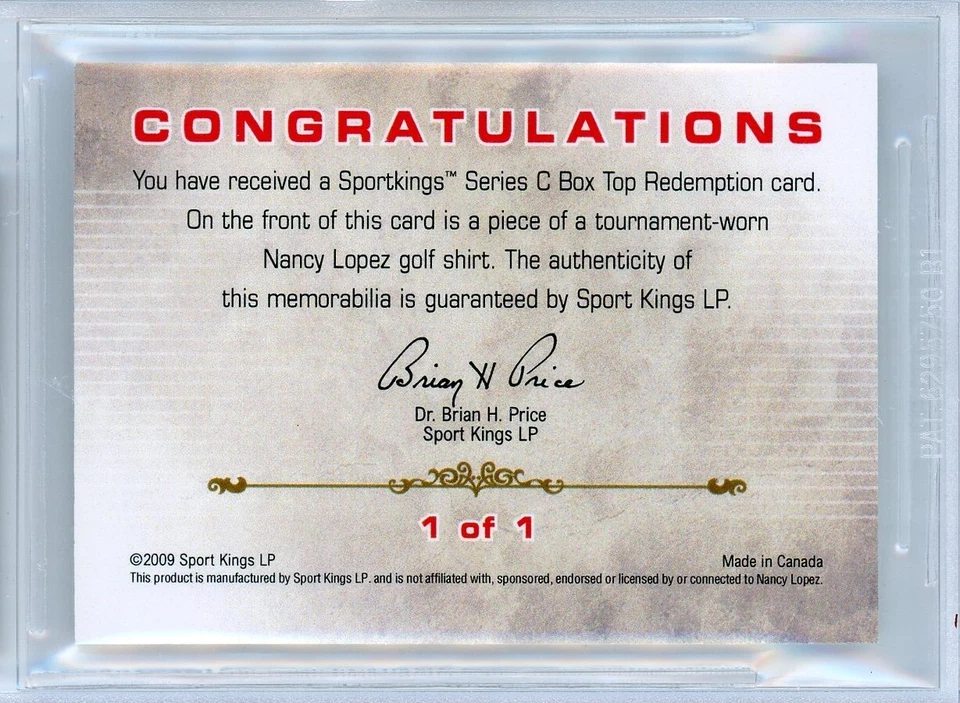 CONGRATULATIONS
You have received a Sportkings™ Series C Box Top Redemption card.
On the front of this card is a piece of a tournament-worn
Nancy Lopez golf shirt. The authenticity of
this memorabilia is guaranteed by Sport Kings LP.
Brian H Price
Dr. Brian H. Price
Sport Kings LP
1 of 1
©2009 Sport Kings LP
Made in Canada
This product is manufactured by Sport Kings LP. and is not affiliated with, sponsored, endorsed or licensed by or connected to Nancy Lopez.